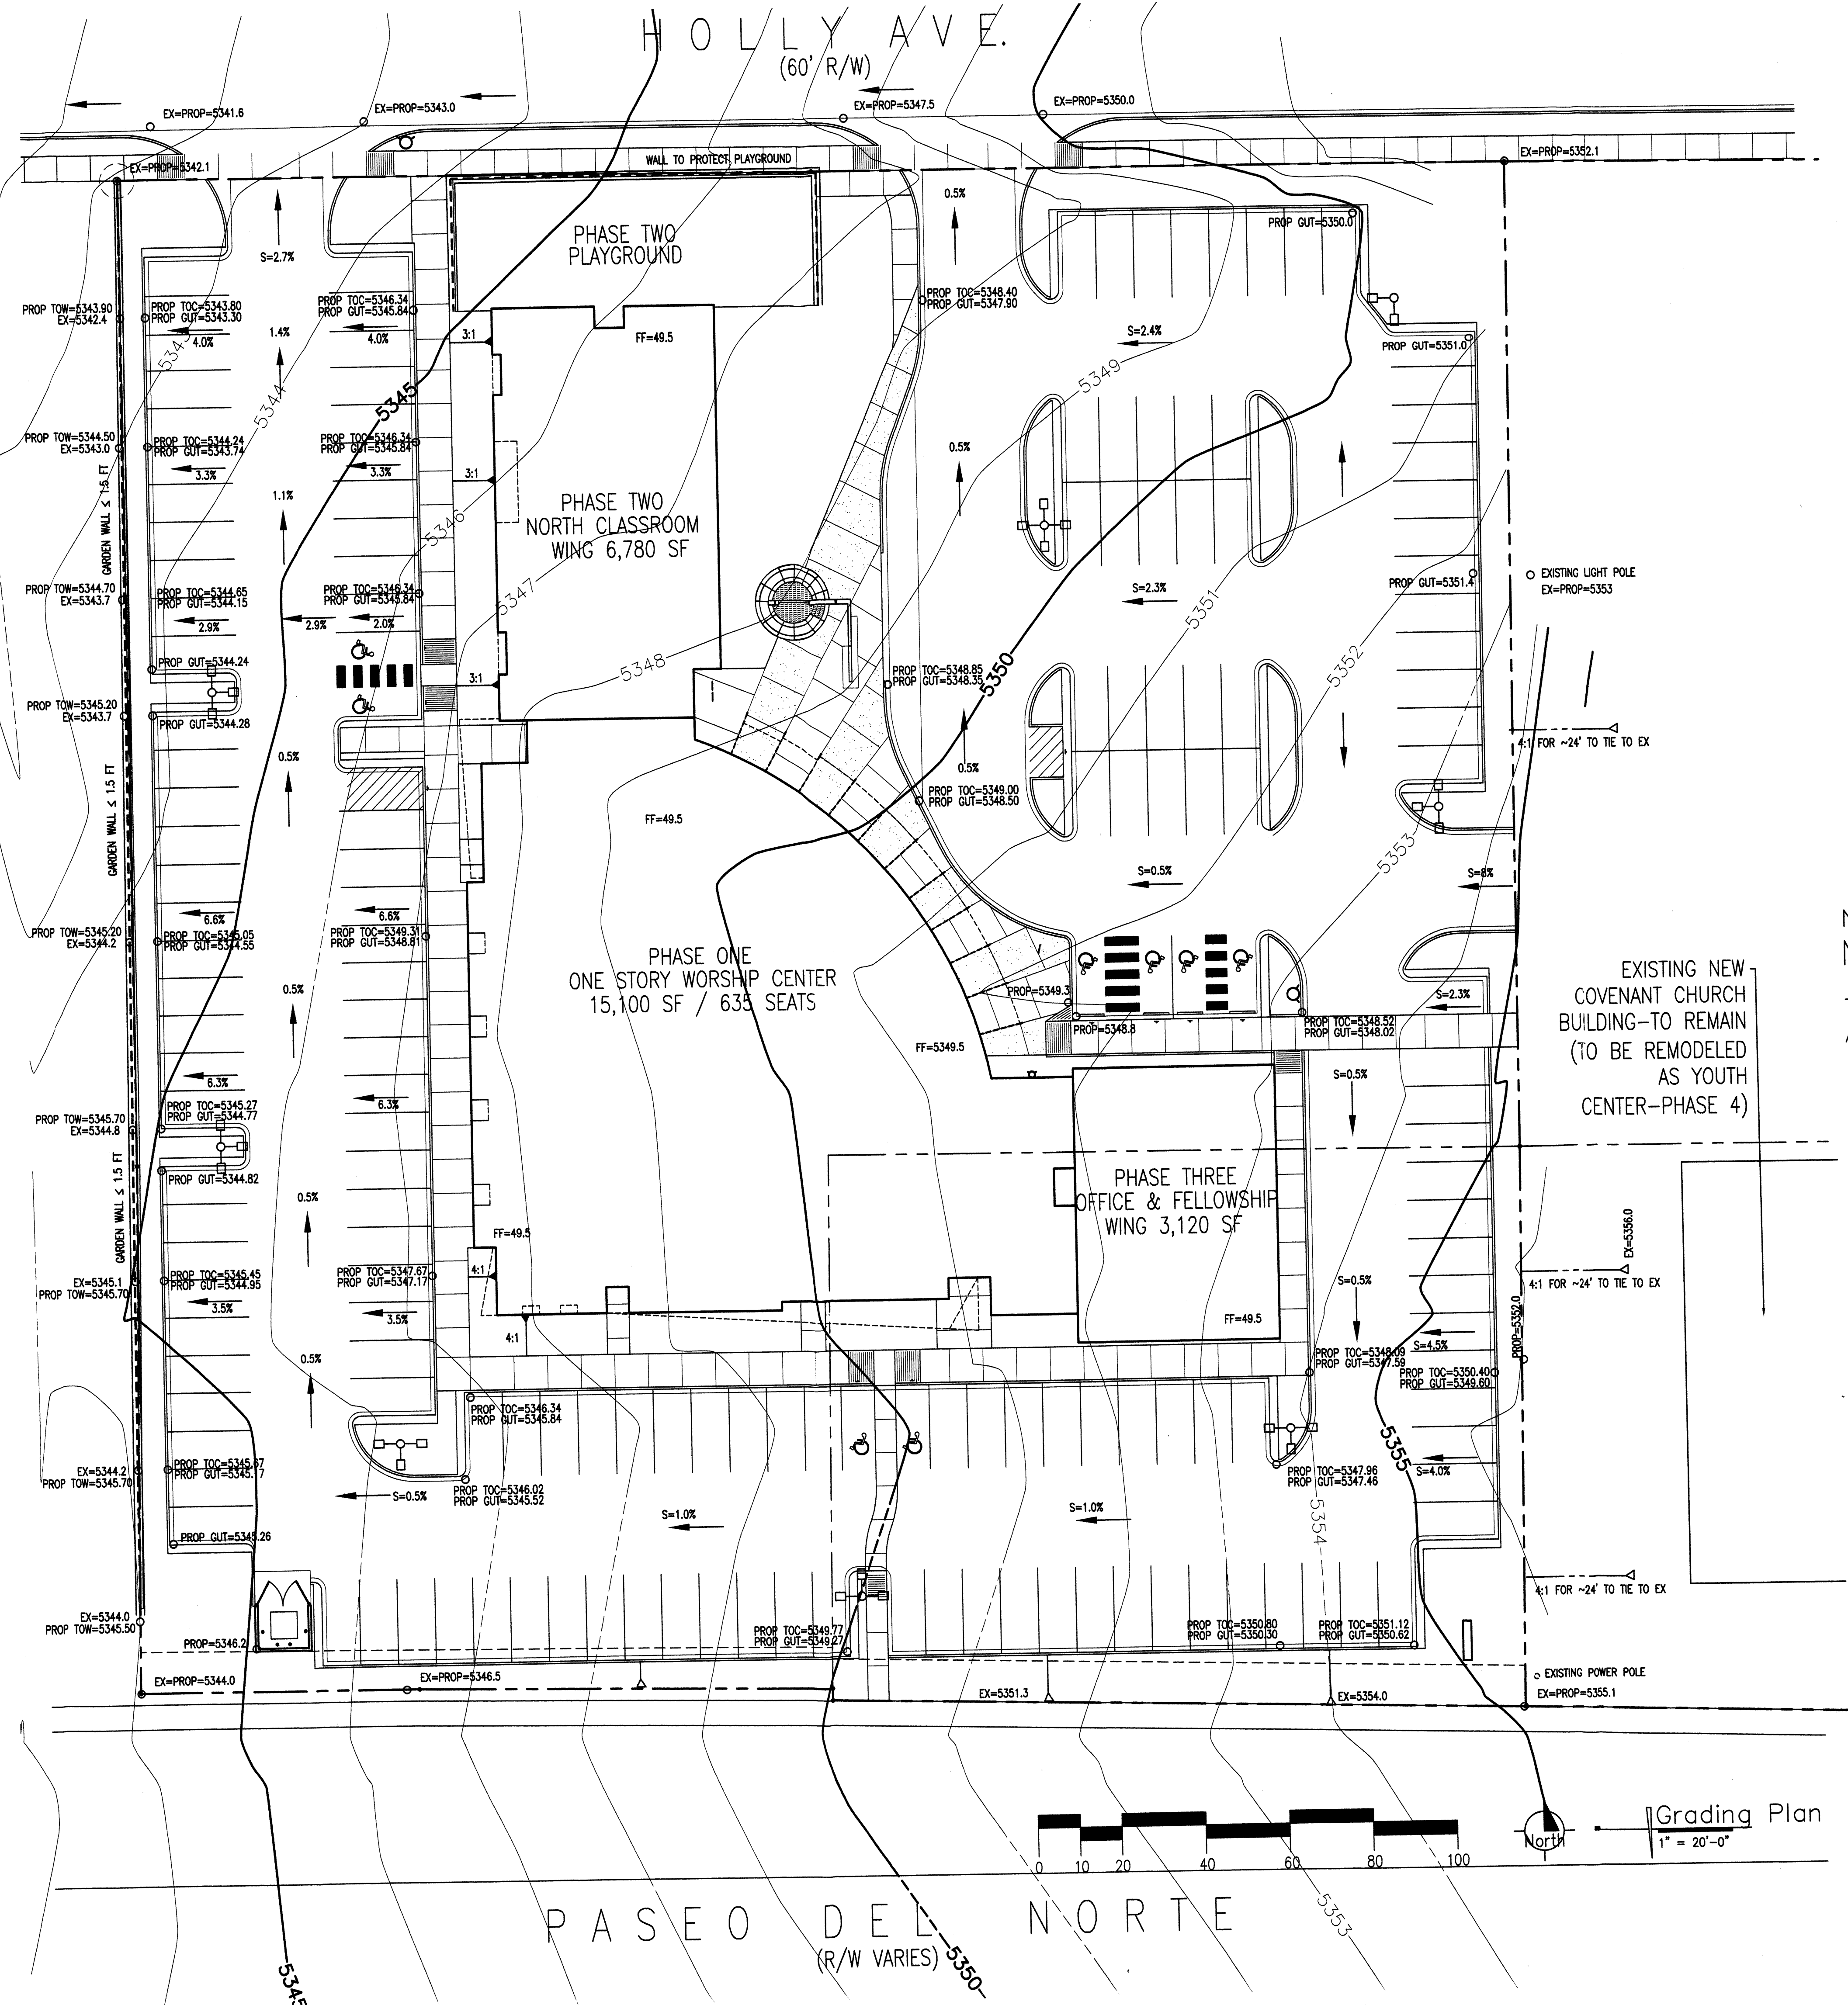 HOLLY AVE.
(60' R/W)
EX=PROP=5341.6
EX=PROP=5343.0
EX=PROP=5347.5
EX=PROP=5350.0
EX=PROP=5342.1
WALL TO PROTECT PLAYGROUND
EX=PROP=5352.1
PHASE TWO
PLAYGROUND
S=2.7%
0.5%
PROP GUT=5350.0
PROP TOW=5343.90
EX=5342.4
PROP TOC=5343.80
PROP GUT=5343.30
4.0%
1.4%
PROP TOC=5346.34
PROP GUT=5345.84
4.0%
3:1
FF=49.5
PROP TOC=5348.40
PROP GUT=5347.90
S=2.4%
PROP GUT=5351.0
5343
5344
5345
5349
PROP TOW=5344.50
EX=5343.0
PROP TOC=5344.24
PROP GUT=5343.74
3.3%
1.1%
PROP TOC=5346.34
PROP GUT=5345.84
3.3%
3:1
0.5%
GARDEN WALL ≤ 1.5 FT
PHASE TWO
NORTH CLASSROOM
WING 6,780 SF
5346
5347
5348
PROP TOW=5344.70
EX=5343.7
PROP TOC=5344.65
PROP GUT=5344.15
2.9%
2.9%
PROP TOC=5346.34
PROP GUT=5345.84
2.0%
S=2.3%
5351
PROP GUT=5351.4
EXISTING LIGHT POLE
EX=PROP=5353
PROP GUT=5344.24
3:1
PROP TOC=5348.85
PROP GUT=5348.35
5350
5352
PROP TOW=5345.20
EX=5343.7
PROP GUT=5344.28
4:1 FOR ~24' TO TIE TO EX
0.5%
0.5%
GARDEN WALL ≤ 1.5 FT
FF=49.5
PROP TOC=5349.00
PROP GUT=5348.50
5353
S=0.5%
S=8%
6.6%
6.6%
PROP TOW=5345.20
EX=5344.2
PROP TOC=5345.05
PROP GUT=5344.55
PROP TOC=5349.31
PROP GUT=5348.81
0.5%
PHASE ONE
ONE STORY WORSHIP CENTER
15,100 SF / 635 SEATS
PROP=5349.3
PROP=5348.8
S=2.3%
PROP TOC=5348.52
PROP GUT=5348.02
FF=5349.5
EXISTING NEW
COVENANT CHURCH
BUILDING-TO REMAIN
(TO BE REMODELED
AS YOUTH
CENTER-PHASE 4)
6.3%
6.3%
S=0.5%
PROP TOW=5345.70
EX=5344.8
PROP TOC=5345.27
PROP GUT=5344.77
PROP GUT=5344.82
GARDEN WALL ≤ 1.5 FT
0.5%
PHASE THREE
OFFICE & FELLOWSHIP
WING 3,120 SF
FF=49.5
EX=5356.0
EX=5345.1
PROP TOW=5345.70
PROP TOC=5345.45
PROP GUT=5344.95
3.5%
PROP TOC=5347.67
PROP GUT=5347.17
3.5%
4:1
4:1
S=0.5%
FF=49.5
4:1 FOR ~24' TO TIE TO EX
PROP=5352.0
0.5%
S=4.5%
PROP TOC=5348.09
PROP GUT=5347.59
PROP TOC=5350.40
PROP GUT=5349.60
PROP TOC=5346.34
PROP GUT=5345.84
5355
EX=5344.2
PROP TOW=5345.70
PROP TOC=5345.67
PROP GUT=5345.17
S=0.5%
PROP TOC=5346.02
PROP GUT=5345.52
PROP TOC=5347.96
PROP GUT=5347.46
S=4.0%
S=1.0%
S=1.0%
5354
PROP GUT=5345.26
4:1 FOR ~24' TO TIE TO EX
EX=5344.0
PROP TOW=5345.50
PROP=5346.2
PROP TOC=5349.77
PROP GUT=5349.27
PROP TOC=5350.80
PROP GUT=5350.30
PROP TOC=5351.12
PROP GUT=5350.62
EX=PROP=5344.0
EX=PROP=5346.5
EX=5351.3
EX=5354.0
EXISTING POWER POLE
EX=PROP=5355.1
0 10 20 40 60 80 100
North
Grading Plan
1" = 20'-0"
PASEO DEL NORTE
(R/W VARIES)
5345
5350
5353